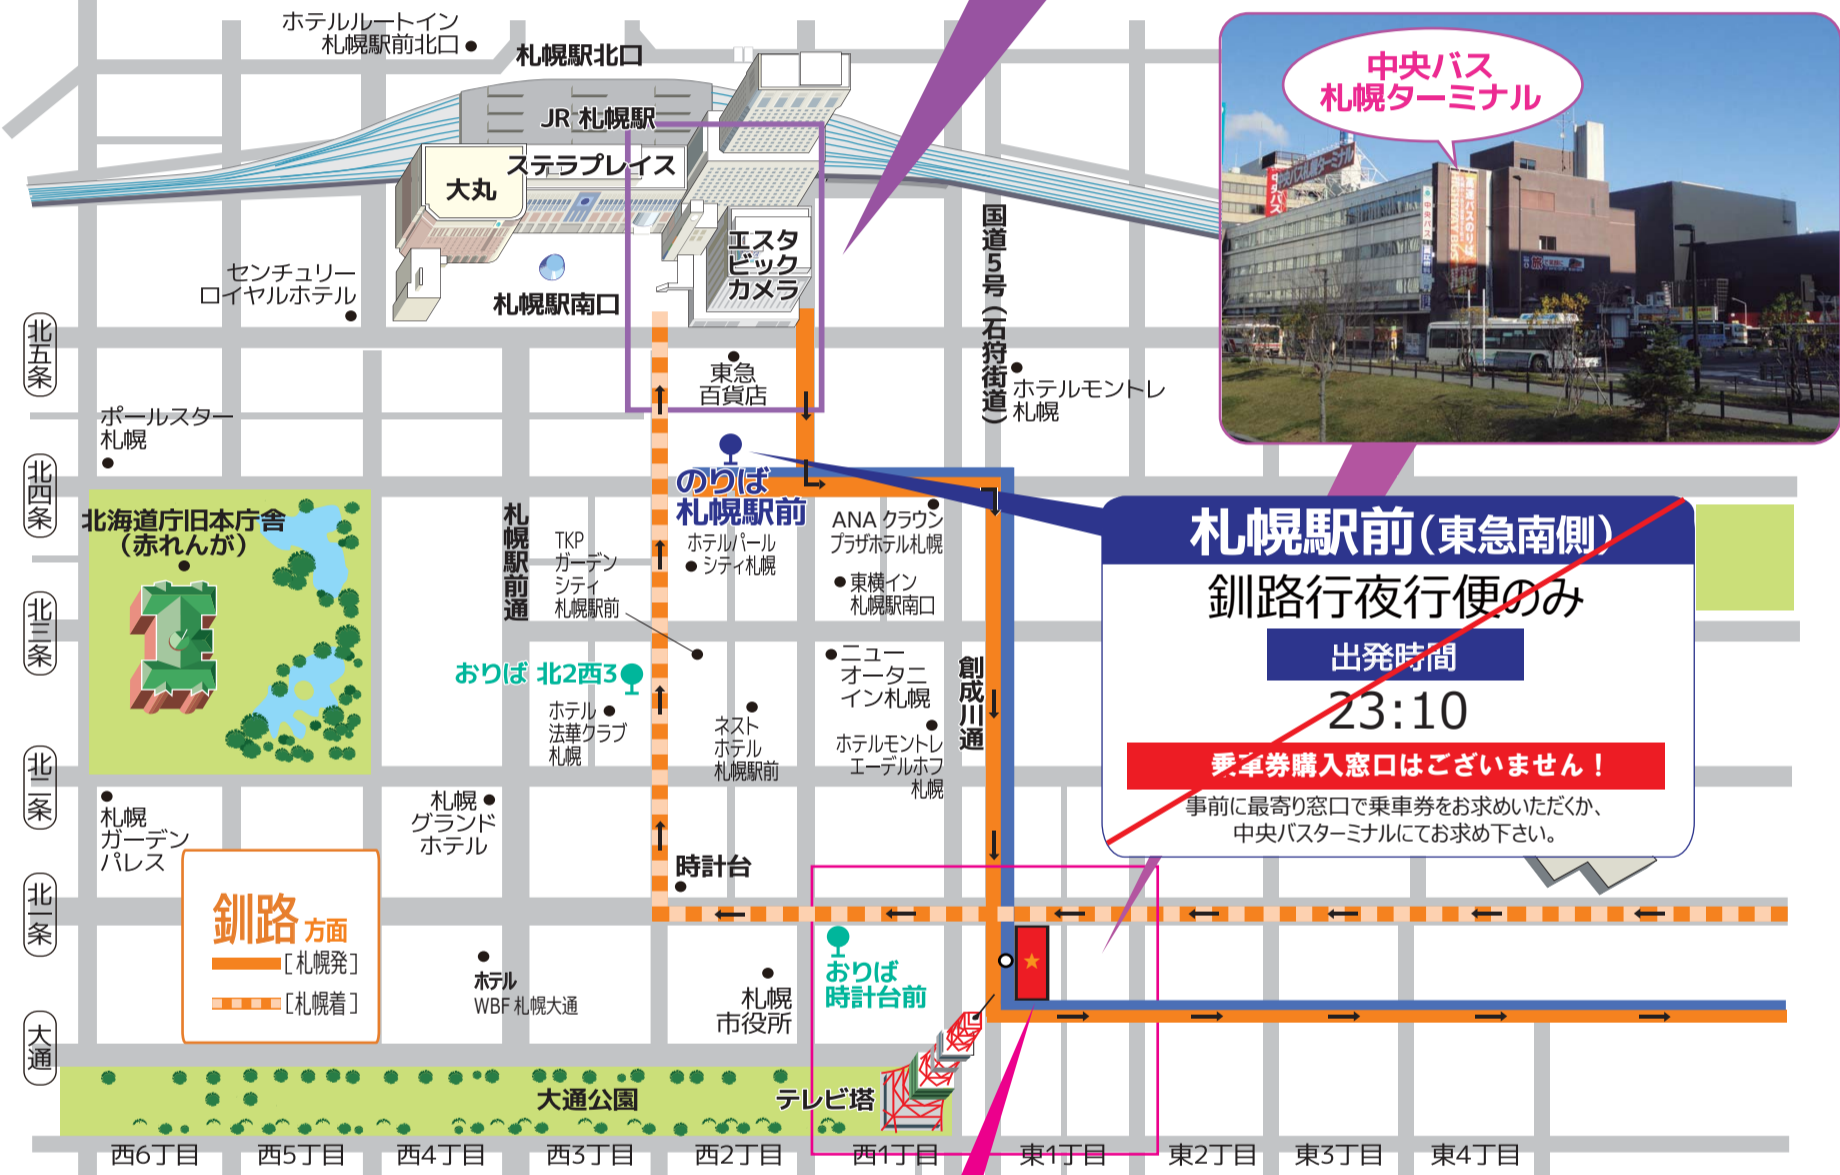 ホテルルートイン
札幌駅前北口
札幌駅北口
JR 札幌駅
ステラプレイス
大丸
エスタ
ビック
カメラ
センチュリー
ロイヤルホテル
札幌駅南口
国道5号(石狩街道)
中央バス
札幌ターミナル
中央バス札幌ターミナル
北五条
東急
百貨店
ホテルモントレ
札幌
ポールスター
札幌
北四条
のりば
札幌駅前
北海道庁旧本庁舎
(赤れんが)
札幌駅前通
TKP
ガーデン
シティ
札幌駅前
ホテルパール
シティ札幌
ANA クラウン
プラザホテル札幌
東横イン
札幌駅南口
札幌駅前(東急南側)
釧路行夜行便のみ
出発時間
23:10
乗車券購入窓口はございません!
事前に最寄り窓口で乗車券をお求めいただくか、
中央バスターミナルにてお求め下さい。
北三条
おりば 北2西3
ニュー
オータニ
イン札幌
創成川通
ホテル
法華クラブ
札幌
ネスト
ホテル
札幌駅前
ホテルモントレ
エーデルホフ
札幌
北二条
札幌
ガーデン
パレス
札幌
グランド
ホテル
時計台
北一条
釧路方面
[札幌発]
[札幌着]
ホテル
WBF 札幌大通
札幌
市役所
おりば
時計台前
大通
大通公園
テレビ塔
西6丁目
西5丁目
西4丁目
西3丁目
西2丁目
西1丁目
東1丁目
東2丁目
東3丁目
東4丁目